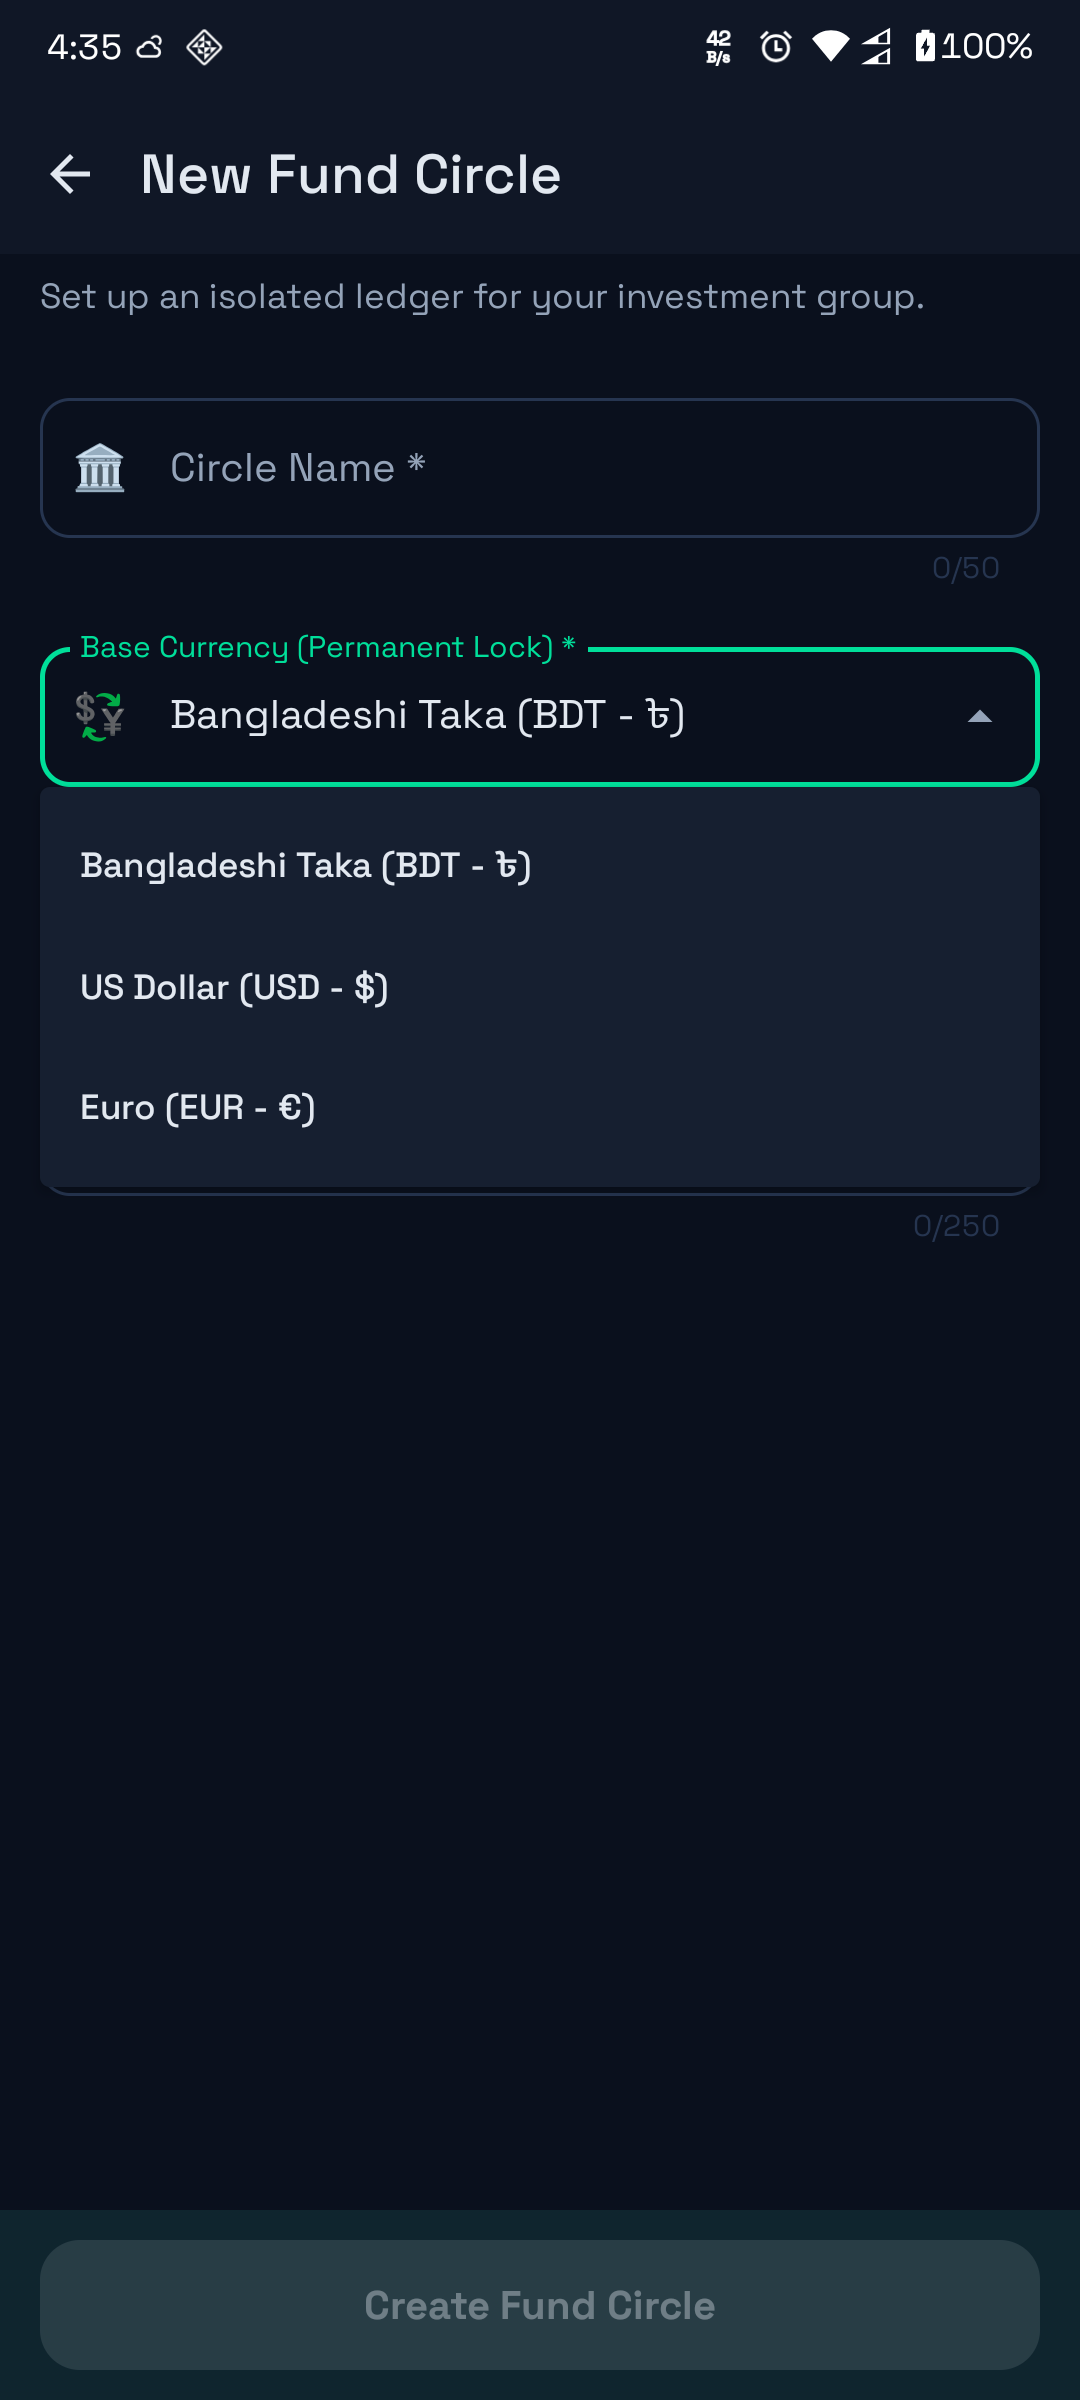 4:35
42
B/s
100%
New Fund Circle
Set up an isolated ledger for your investment group.
Circle Name *
0/50
Base Currency (Permanent Lock) *
Bangladeshi Taka (BDT - ৳)
Bangladeshi Taka (BDT - ৳)
US Dollar (USD - $)
Euro (EUR - €)
0/250
Create Fund Circle